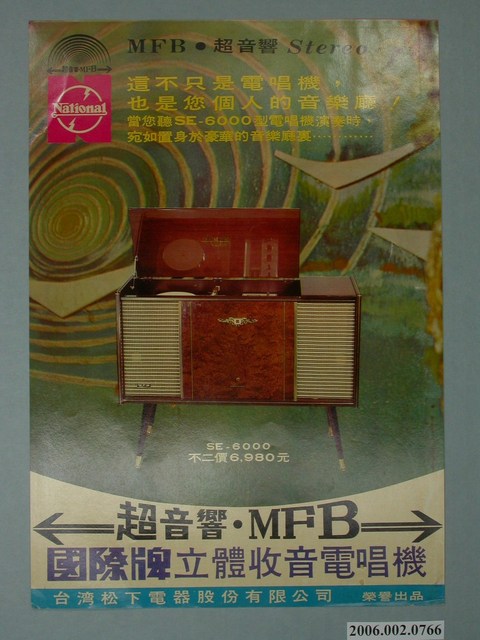 MFB • 超音響 Stereo
超音響·MFB
National
這不只是電唱機，
也是您個人的音樂廳！
當您聽SE-6000型電唱機演奏時，
宛如置身於豪華的音樂廳裏…………
SE-6000
不二價6,980元
超音響·MFB
國際牌立體收音電唱機
台湾松下電器股份有限公司 榮譽出品
2006.002.0766